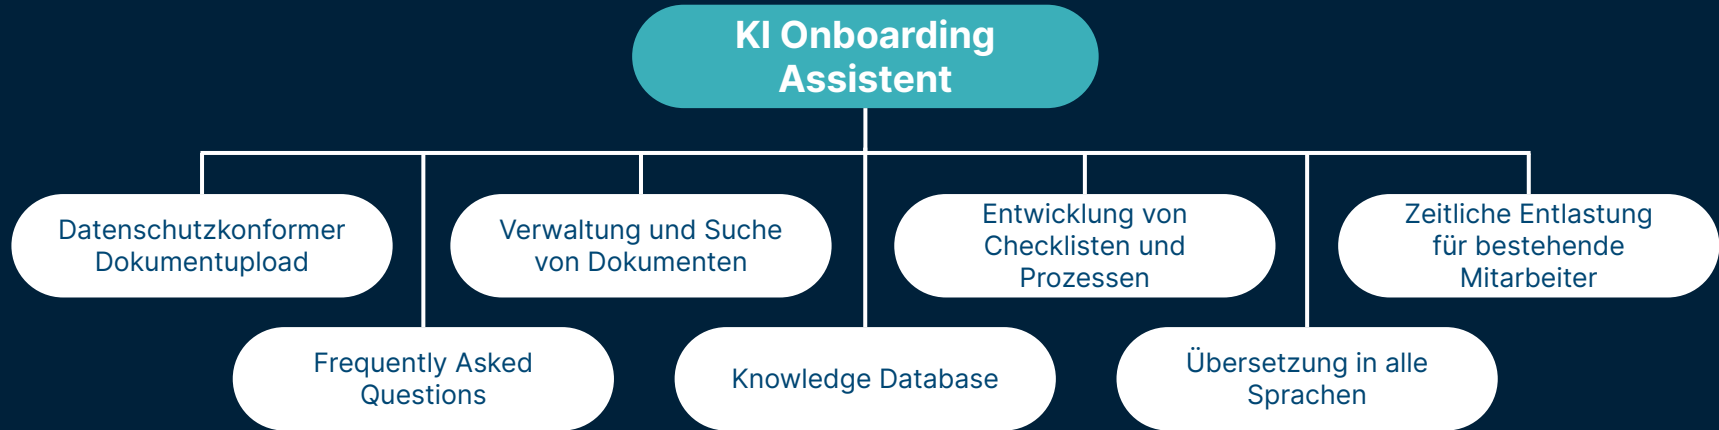 KI Onboarding
Assistent
Datenschutzkonformer
Dokumentupload
Verwaltung und Suche
von Dokumenten
Entwicklung von
Checklisten und
Prozessen
Zeitliche Entlastung
für bestehende
Mitarbeiter
Frequently Asked
Questions
Knowledge Database
Übersetzung in alle
Sprachen